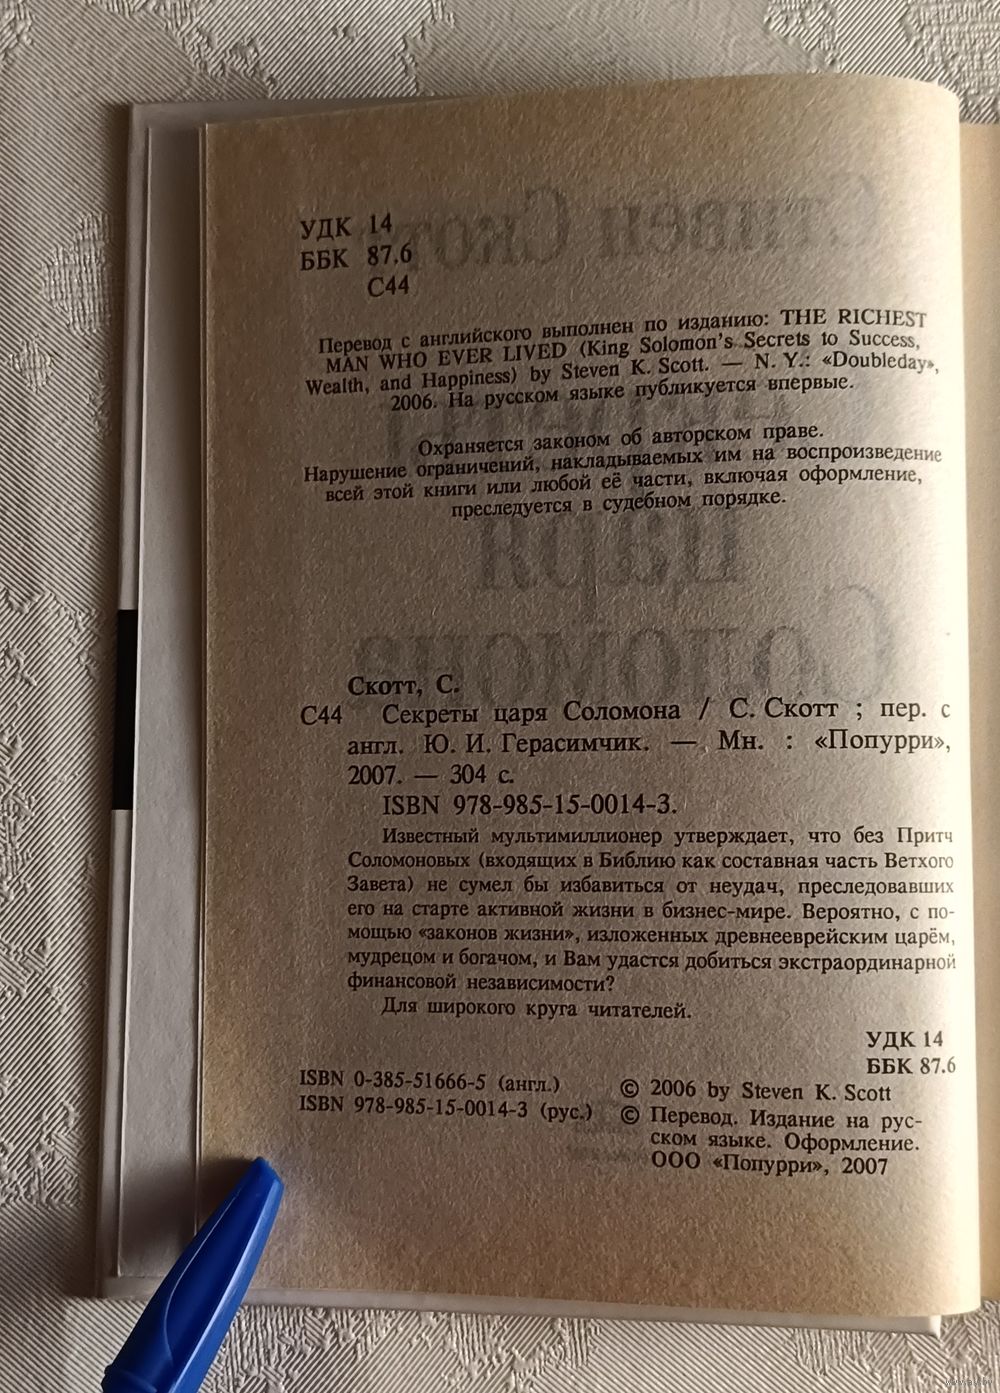 УДК 14
ББК 87.6
С44
Перевод с английского выполнен по изданию: THE RICHEST
MAN WHO EVER LIVED (King Solomon's Secrets to Success,
Wealth, and Happiness) by Steven K. Scott. — N. Y.: «Doubleday»,
2006. На русском языке публикуется впервые.
Охраняется законом об авторском праве.
Нарушение ограничений, накладываемых им на воспроизведение
всей этой книги или любой её части, включая оформление,
преследуется в судебном порядке.
Скотт, С.
С44 Секреты царя Соломона / С. Скотт ; пер. с
англ. Ю. И. Герасимчик. — Мн. : «Попурри»,
2007. — 304 с.
ISBN 978-985-15-0014-3.
Известный мультимиллионер утверждает, что без Притч
Соломоновых (входящих в Библию как составная часть Ветхого
Завета) не сумел бы избавиться от неудач, преследовавших
его на старте активной жизни в бизнес-мире. Вероятно, с по-
мощью «законов жизни», изложенных древнееврейским царём,
мудрецом и богачом, и Вам удастся добиться экстраординарной
финансовой независимости?
Для широкого круга читателей.
УДК 14
ББК 87.6
ISBN 0-385-51666-5 (англ.)
ISBN 978-985-15-0014-3 (рус.)
© 2006 by Steven K. Scott
© Перевод. Издание на рус-
ском языке. Оформление.
ООО «Попурри», 2007